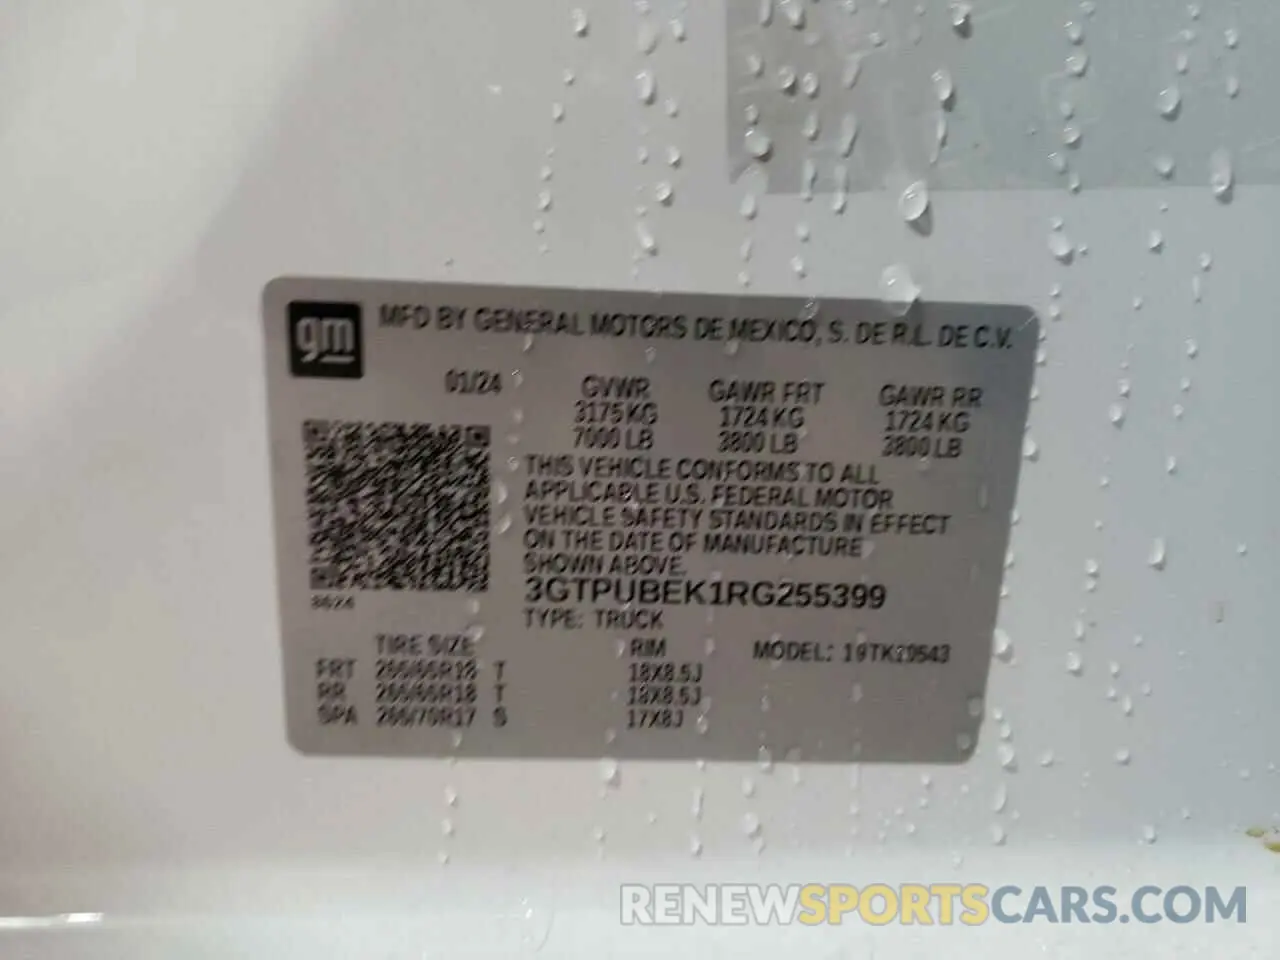 gm
MFD BY GENERAL MOTORS DE MEXICO, S. DE R.L. DE C.V.
01/24 GVWR GAWR FRT GAWR RR
3175 KG 1724 KG 1724 KG
7000 LB 3800 LB 3800 LB
THIS VEHICLE CONFORMS TO ALL
APPLICABLE U.S. FEDERAL MOTOR
VEHICLE SAFETY STANDARDS IN EFFECT
ON THE DATE OF MANUFACTURE
SHOWN ABOVE.
3GTPUBEK1RG255399
TYPE: TRUCK
TIRE SIZE RIM MODEL:
FRT T 18X8.5J
RR T 18X8.5J
SPA S 17X8J
RENEWSPORTSCARS.COM